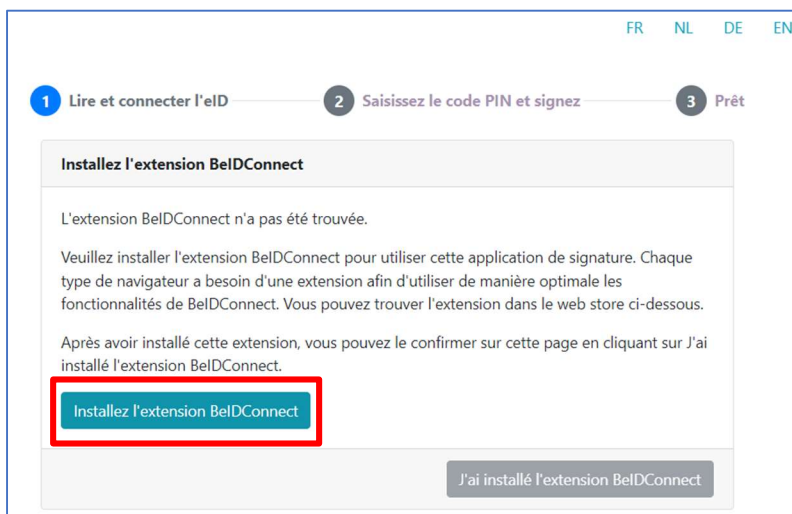 FR NL DE EN
1 Lire et connecter l'eID 2 Saisissez le code PIN et signez 3 Prêt
Installez l'extension BeIDConnect
L'extension BeIDConnect n'a pas été trouvée.
Veuillez installer l'extension BeIDConnect pour utiliser cette application de signature. Chaque
type de navigateur a besoin d'une extension afin d'utiliser de manière optimale les
fonctionnalités de BeIDConnect. Vous pouvez trouver l'extension dans le web store ci-dessous.
Après avoir installé cette extension, vous pouvez le confirmer sur cette page en cliquant sur J'ai
installé l'extension BeIDConnect.
Installez l'extension BeIDConnect
J'ai installé l'extension BeIDConnect